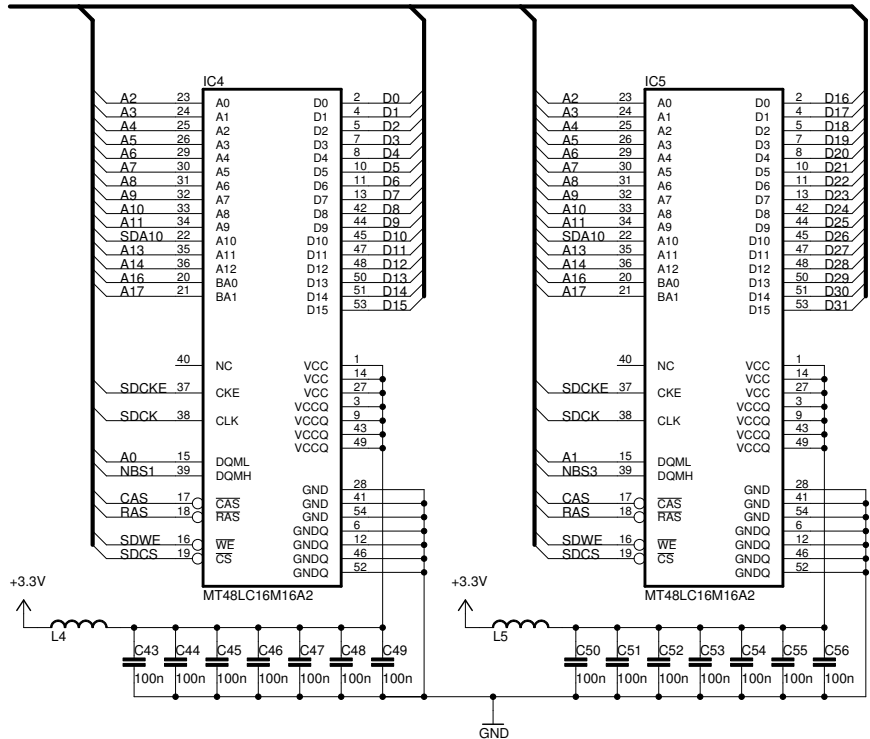 IC4 IC5
A2 23 A0 D0 2 D0 A2 23 A0 D0 2 D16
A3 24 A1 D1 4 D1 A3 24 A1 D1 4 D17
A4 25 A2 D2 5 D2 A4 25 A2 D2 5 D18
A5 26 A3 D3 7 D3 A5 26 A3 D3 7 D19
A6 29 A4 D4 8 D4 A6 29 A4 D4 8 D20
A7 30 A5 D5 10 D5 A7 30 A5 D5 10 D21
A8 31 A6 D6 11 D6 A8 31 A6 D6 11 D22
A9 32 A7 D7 13 D7 A9 32 A7 D7 13 D23
A10 33 A8 D8 42 D8 A10 33 A8 D8 42 D24
A11 34 A9 D9 44 D9 A11 34 A9 D9 44 D25
SDA10 22 A10 D10 45 D10 SDA10 22 A10 D10 45 D26
A13 35 A11 D11 47 D11 A13 35 A11 D11 47 D27
A14 36 A12 D12 48 D12 A14 36 A12 D12 48 D28
A16 20 BA0 D13 50 D13 A16 20 BA0 D13 50 D29
A17 21 BA1 D14 51 D14 A17 21 BA1 D14 51 D30
D15 53 D15 D15 53 D31
40 NC VCC 1 40 NC VCC 1
VCC 14 VCC 14
SDCKE 37 CKE VCC 27 SDCKE 37 CKE VCC 27
VCCQ 3 VCCQ 3
SDCK 38 CLK VCCQ 9 SDCK 38 CLK VCCQ 9
VCCQ 43 VCCQ 43
VCCQ 49 VCCQ 49
A0 15 DQML A1 15 DQML
NBS1 39 DQMH NBS3 39 DQMH
GND 28 GND 28
CAS 17 CAS GND 41 CAS 17 CAS GND 41
RAS 18 RAS GND 54 RAS 18 RAS GND 54
GNDQ 6 GNDQ 6
SDWE 16 WE GNDQ 12 SDWE 16 WE GNDQ 12
SDCS 19 CS GNDQ 46 SDCS 19 CS GNDQ 46
GNDQ 52 GNDQ 52
+3.3V MT48LC16M16A2 +3.3V MT48LC16M16A2
L4 L5
C43 C44 C45 C46 C47 C48 C49 C50 C51 C52 C53 C54 C55 C56
100n 100n 100n 100n 100n 100n 100n 100n 100n 100n 100n 100n 100n 100n
GND